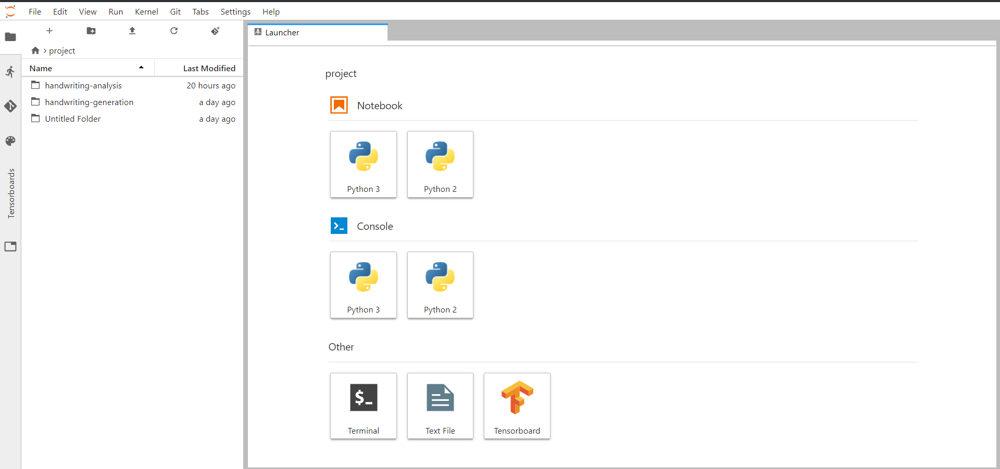 File Edit View Run Kernel Git Tabs Settings Help
project
Name Last Modified
handwriting-analysis 20 hours ago
handwriting-generation a day ago
Untitled Folder a day ago
Tensorboards
Launcher
project
Notebook
Python 3 Python 2
Console
Python 3 Python 2
Other
$_
Terminal Text File Tensorboard